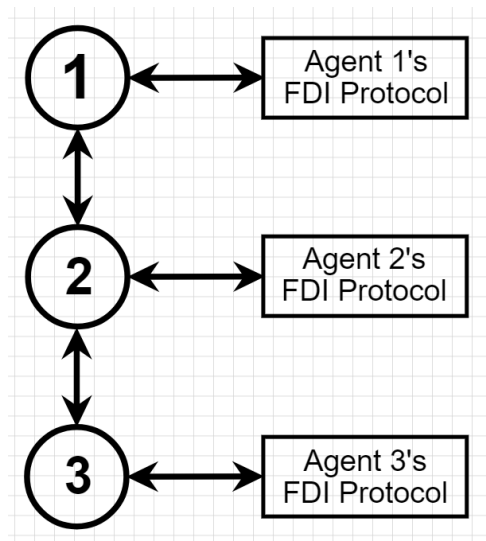 1
Agent 1's
FDI Protocol
2
Agent 2's
FDI Protocol
3
Agent 3's
FDI Protocol